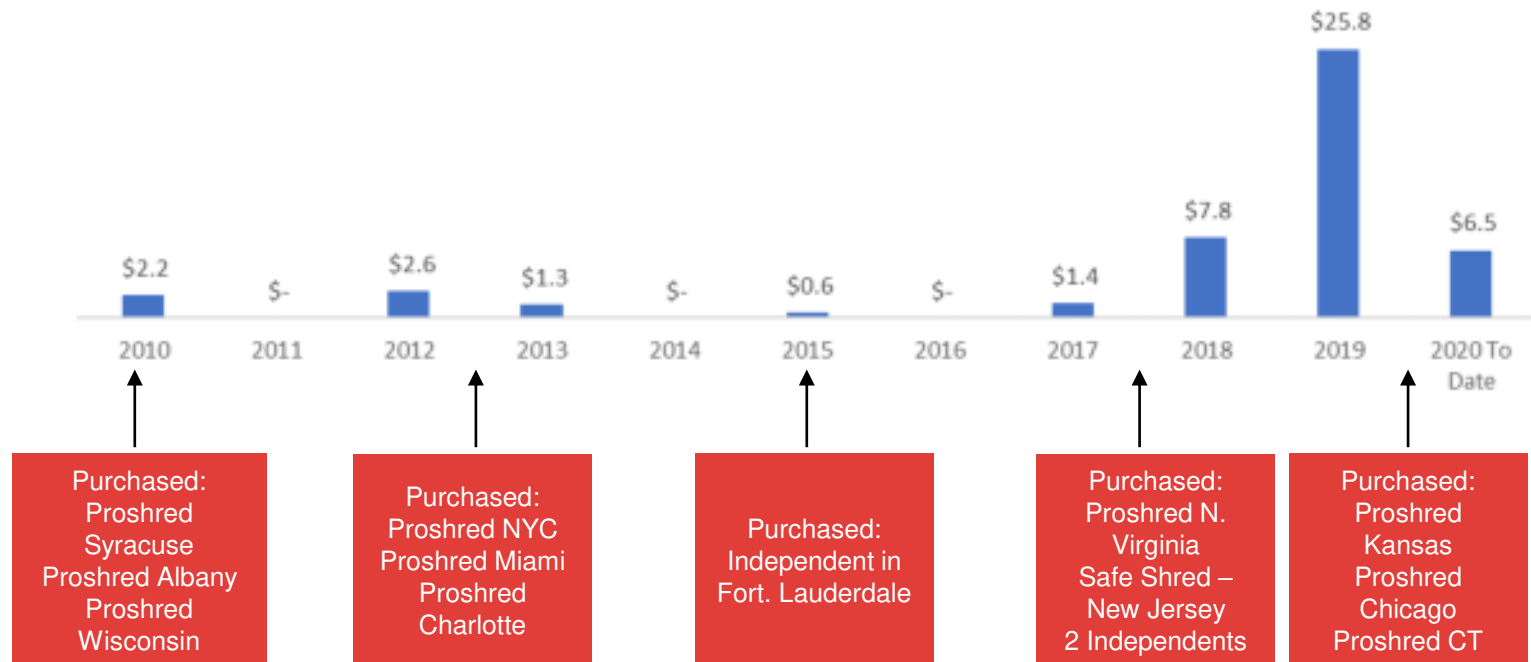 $25.8
$7.8
$6.5
$2.2
$-
$2.6
$1.3
$-
$0.6
$-
$1.4
2010
2011
2012
2013
2014
2015
2016
2017
2018
2019
2020 To
Date
Purchased:
Proshred
Syracuse
Proshred Albany
Proshred
Wisconsin
Purchased:
Proshred NYC
Proshred Miami
Proshred
Charlotte
Purchased:
Independent in
Fort. Lauderdale
Purchased:
Proshred N.
Virginia
Safe Shred –
New Jersey
2 Independents
Purchased:
Proshred
Kansas
Proshred
Chicago
Proshred CT